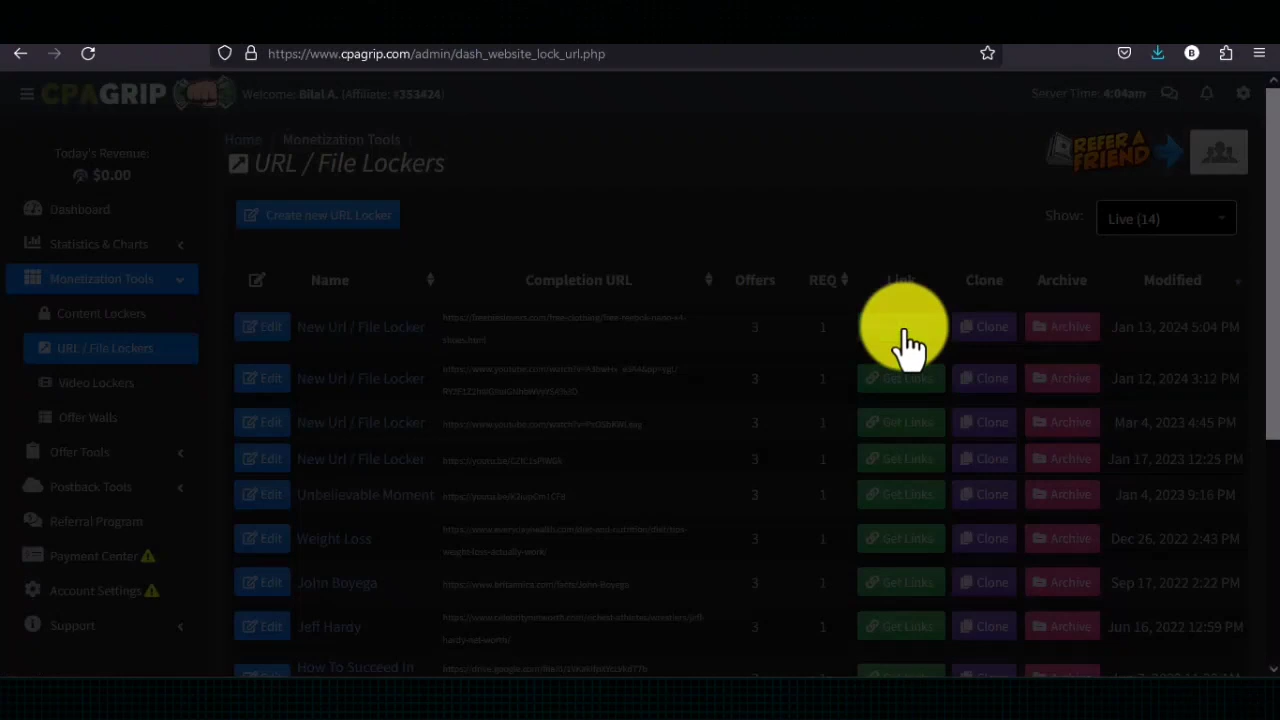 https://www.cpagrip.com/admin/dash_website_lock_url.php
CPAGRIP
Welcome: Bilal A. (Affiliate: #353424)
Server Time: 4:04am
Today's Revenue:
$0.00
Dashboard
Statistics & Charts
Monetization Tools
Content Lockers
URL / File Lockers
Video Lockers
Offer Walls
Offer Tools
Postback Tools
Referral Program
Payment Center
Account Settings
Support
Home / Monetization Tools /
URL / File Lockers
REFER A FRIEND
Create new URL Locker
Show: Live (14)
Name Completion URL Offers REQ Link Clone Archive Modified
Edit New Url / File Locker 3 1 Clone Archive Jan 13, 2024 5:04 PM
Edit New Url / File Locker 3 1 Get Links Clone Archive Jan 12, 2024 3:12 PM
Edit New Url / File Locker 3 1 Get Links Clone Archive Mar 4, 2023 4:45 PM
Edit New Url / File Locker 3 1 Get Links Clone Archive Jan 17, 2023 12:25 PM
Edit Unbelievable Moment 3 1 Get Links Clone Archive Jan 4, 2023 9:16 PM
Edit Weight Loss 3 1 Get Links Clone Archive Dec 26, 2022 2:43 PM
Edit John Boyega https://www.britannica.com/facts/John-Boyega 3 1 Get Links Clone Archive Sep 17, 2022 2:22 PM
Edit Jeff Hardy 3 1 Get Links Clone Archive Jun 16, 2022 12:59 PM
How To Succeed In